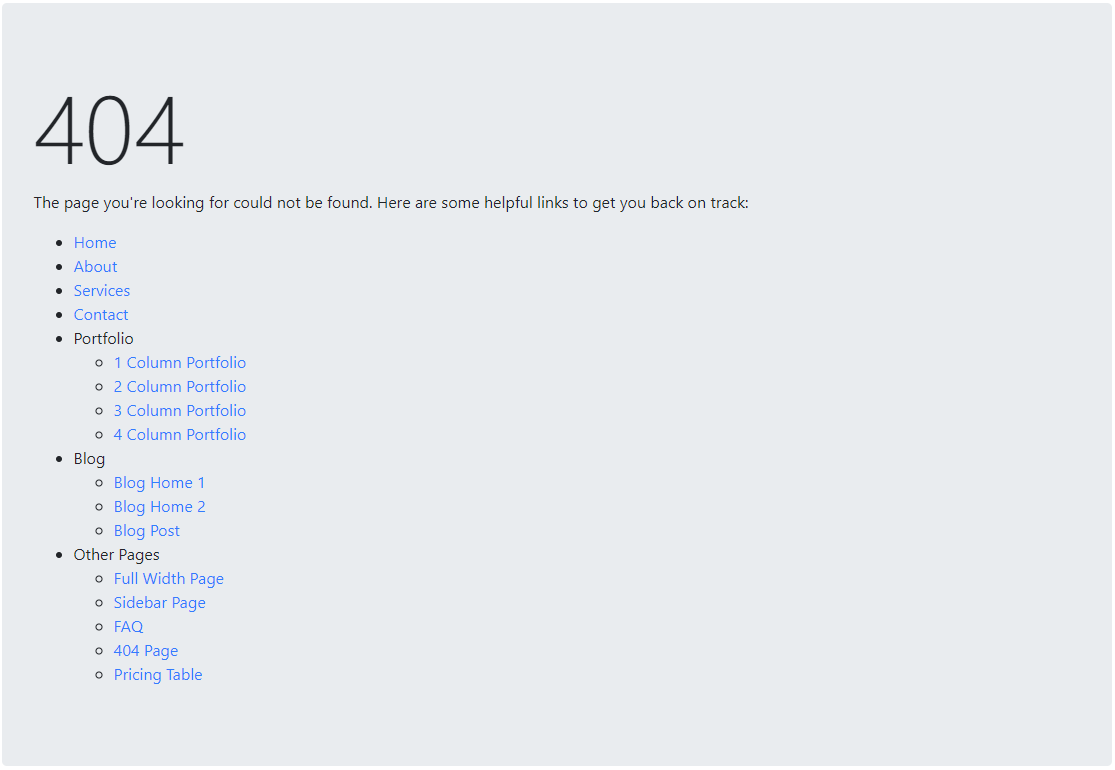 404
The page you're looking for could not be found. Here are some helpful links to get you back on track:
Home
About
Services
Contact
Portfolio
1 Column Portfolio
2 Column Portfolio
3 Column Portfolio
4 Column Portfolio
Blog
Blog Home 1
Blog Home 2
Blog Post
Other Pages
Full Width Page
Sidebar Page
FAQ
404 Page
Pricing Table